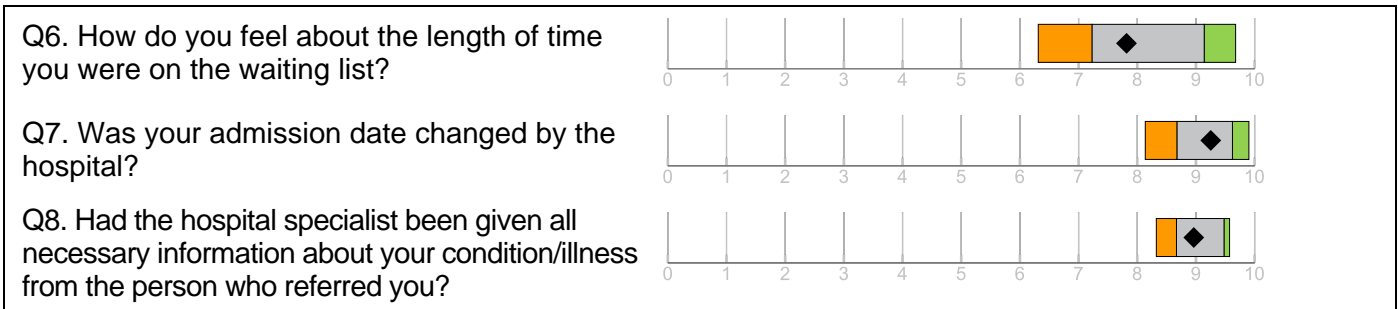 Q6. How do you feel about the length of time
you were on the waiting list?
0 1 2 3 4 5 6 7 8 9 10
Q7. Was your admission date changed by the
hospital?
0 1 2 3 4 5 6 7 8 9 10
Q8. Had the hospital specialist been given all
necessary information about your condition/illness
from the person who referred you?
0 1 2 3 4 5 6 7 8 9 10